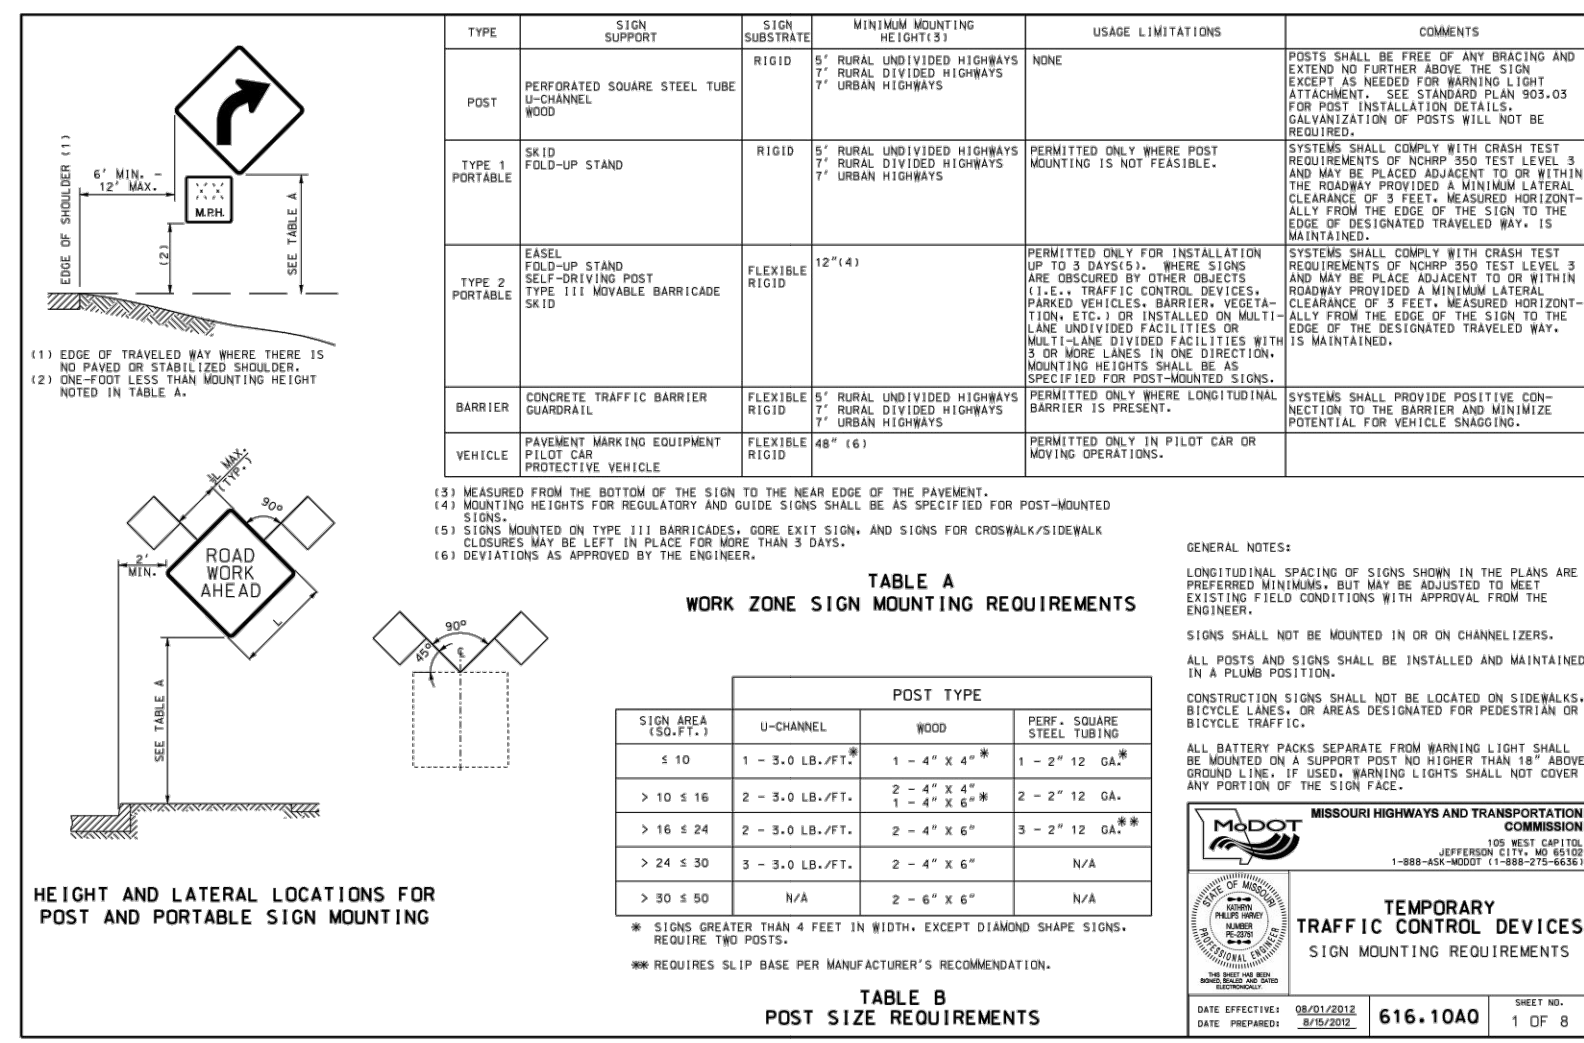 EDGE OF SHOULDER (1)
6' MIN. -
12' MAX.
M.P.H.
(2)
SEE TABLE A
(1) EDGE OF TRAVELED WAY WHERE THERE IS
NO PAVED OR STABILIZED SHOULDER.
(2) ONE-FOOT LESS THAN MOUNTING HEIGHT
NOTED IN TABLE A.
MAX.
(TYP.)
90°
2'
MIN.
ROAD
WORK
AHEAD
L
SEE TABLE A
90°
45°
HEIGHT AND LATERAL LOCATIONS FOR
POST AND PORTABLE SIGN MOUNTING
TYPE
SIGN
SUPPORT
SIGN
SUBSTRATE
MINIMUM MOUNTING
HEIGHT(3)
USAGE LIMITATIONS
COMMENTS
POST
PERFORATED SQUARE STEEL TUBE
U-CHANNEL
WOOD
RIGID
5' RURAL UNDIVIDED HIGHWAYS
7' RURAL DIVIDED HIGHWAYS
7' URBAN HIGHWAYS
NONE
POSTS SHALL BE FREE OF ANY BRACING AND
EXTEND NO FURTHER ABOVE THE SIGN
EXCEPT AS NEEDED FOR WARNING LIGHT
ATTACHMENT. SEE STANDARD PLAN 903.03
FOR POST INSTALLATION DETAILS.
GALVANIZATION OF POSTS WILL NOT BE
REQUIRED.
TYPE 1
PORTABLE
SKID
FOLD-UP STAND
RIGID
5' RURAL UNDIVIDED HIGHWAYS
7' RURAL DIVIDED HIGHWAYS
7' URBAN HIGHWAYS
PERMITTED ONLY WHERE POST
MOUNTING IS NOT FEASIBLE.
SYSTEMS SHALL COMPLY WITH CRASH TEST
REQUIREMENTS OF NCHRP 350 TEST LEVEL 3
AND MAY BE PLACED ADJACENT TO OR WITHIN
THE ROADWAY PROVIDED A MINIMUM LATERAL
CLEARANCE OF 3 FEET, MEASURED HORIZONT-
ALLY FROM THE EDGE OF THE SIGN TO THE
EDGE OF DESIGNATED TRAVELED WAY, IS
MAINTAINED.
TYPE 2
PORTABLE
EASEL
FOLD-UP STAND
SELF-DRIVING POST
TYPE III MOVABLE BARRICADE
SKID
FLEXIBLE
RIGID
12"(4)
PERMITTED ONLY FOR INSTALLATION
UP TO 3 DAYS(5). WHERE SIGNS
ARE OBSCURED BY OTHER OBJECTS
(I.E., TRAFFIC CONTROL DEVICES,
PARKED VEHICLES, BARRIER, VEGETA-
TION, ETC.) OR INSTALLED ON MULTI-
LANE UNDIVIDED FACILITIES OR
MULTI-LANE DIVIDED FACILITIES WITH
3 OR MORE LANES IN ONE DIRECTION,
MOUNTING HEIGHTS SHALL BE AS
SPECIFIED FOR POST-MOUNTED SIGNS.
SYSTEMS SHALL COMPLY WITH CRASH TEST
REQUIREMENTS OF NCHRP 350 TEST LEVEL 3
AND MAY BE PLACE ADJACENT TO OR WITHIN
ROADWAY PROVIDED A MINIMUM LATERAL
CLEARANCE OF 3 FEET, MEASURED HORIZONT-
ALLY FROM THE EDGE OF THE SIGN TO THE
EDGE OF THE DESIGNATED TRAVELED WAY,
IS MAINTAINED.
BARRIER
CONCRETE TRAFFIC BARRIER
GUARDRAIL
FLEXIBLE
RIGID
5' RURAL UNDIVIDED HIGHWAYS
7' RURAL DIVIDED HIGHWAYS
7' URBAN HIGHWAYS
PERMITTED ONLY WHERE LONGITUDINAL
BARRIER IS PRESENT.
SYSTEMS SHALL PROVIDE POSITIVE CON-
NECTION TO THE BARRIER AND MINIMIZE
POTENTIAL FOR VEHICLE SNAGGING.
VEHICLE
PAVEMENT MARKING EQUIPMENT
PILOT CAR
PROTECTIVE VEHICLE
FLEXIBLE
RIGID
48" (6)
PERMITTED ONLY IN PILOT CAR OR
MOVING OPERATIONS.
(3) MEASURED FROM THE BOTTOM OF THE SIGN TO THE NEAR EDGE OF THE PAVEMENT.
(4) MOUNTING HEIGHTS FOR REGULATORY AND GUIDE SIGNS SHALL BE AS SPECIFIED FOR POST-MOUNTED
SIGNS.
(5) SIGNS MOUNTED ON TYPE III BARRICADES, GORE EXIT SIGN, AND SIGNS FOR CROSWALK/SIDEWALK
CLOSURES MAY BE LEFT IN PLACE FOR MORE THAN 3 DAYS.
(6) DEVIATIONS AS APPROVED BY THE ENGINEER.
TABLE A
WORK ZONE SIGN MOUNTING REQUIREMENTS
POST TYPE
SIGN AREA
(SQ.FT.)
U-CHANNEL
WOOD
PERF. SQUARE
STEEL TUBING
≤ 10
1 - 3.0 LB./FT.*
1 - 4" X 4"*
1 - 2" 12 GA.*
> 10 ≤ 16
2 - 3.0 LB./FT.
2 - 4" X 4"
1 - 4" X 6"*
2 - 2" 12 GA.
> 16 ≤ 24
2 - 3.0 LB./FT.
2 - 4" X 6"
3 - 2" 12 GA.**
> 24 ≤ 30
3 - 3.0 LB./FT.
2 - 4" X 6"
N/A
> 30 ≤ 50
N/A
2 - 6" X 6"
N/A
* SIGNS GREATER THAN 4 FEET IN WIDTH, EXCEPT DIAMOND SHAPE SIGNS,
REQUIRE TWO POSTS.
** REQUIRES SLIP BASE PER MANUFACTURER'S RECOMMENDATION.
TABLE B
POST SIZE REQUIREMENTS
GENERAL NOTES:
LONGITUDINAL SPACING OF SIGNS SHOWN IN THE PLANS ARE
PREFERRED MINIMUMS, BUT MAY BE ADJUSTED TO MEET
EXISTING FIELD CONDITIONS WITH APPROVAL FROM THE
ENGINEER.
SIGNS SHALL NOT BE MOUNTED IN OR ON CHANNELIZERS.
ALL POSTS AND SIGNS SHALL BE INSTALLED AND MAINTAINED
IN A PLUMB POSITION.
CONSTRUCTION SIGNS SHALL NOT BE LOCATED ON SIDEWALKS,
BICYCLE LANES, OR AREAS DESIGNATED FOR PEDESTRIAN OR
BICYCLE TRAFFIC.
ALL BATTERY PACKS SEPARATE FROM WARNING LIGHT SHALL
BE MOUNTED ON A SUPPORT POST NO HIGHER THAN 18" ABOVE
GROUND LINE, IF USED, WARNING LIGHTS SHALL NOT COVER
ANY PORTION OF THE SIGN FACE.
MoDOT
MISSOURI HIGHWAYS AND TRANSPORTATION
COMMISSION
105 WEST CAPITOL
JEFFERSON CITY, MO 65102
1-888-ASK-MODOT (1-888-275-6636)
STATE OF MISSOURI
KATHRYN
PHILLIPS HARVEY
NUMBER
PE-23751
PROFESSIONAL ENGINEER
THIS SHEET HAS BEEN
SIGNED, SEALED AND DATED
ELECTRONICALLY.
TEMPORARY
TRAFFIC CONTROL DEVICES
SIGN MOUNTING REQUIREMENTS
DATE EFFECTIVE: 08/01/2012
DATE PREPARED: 8/15/2012
616.10AQ
SHEET NO.
1 OF 8